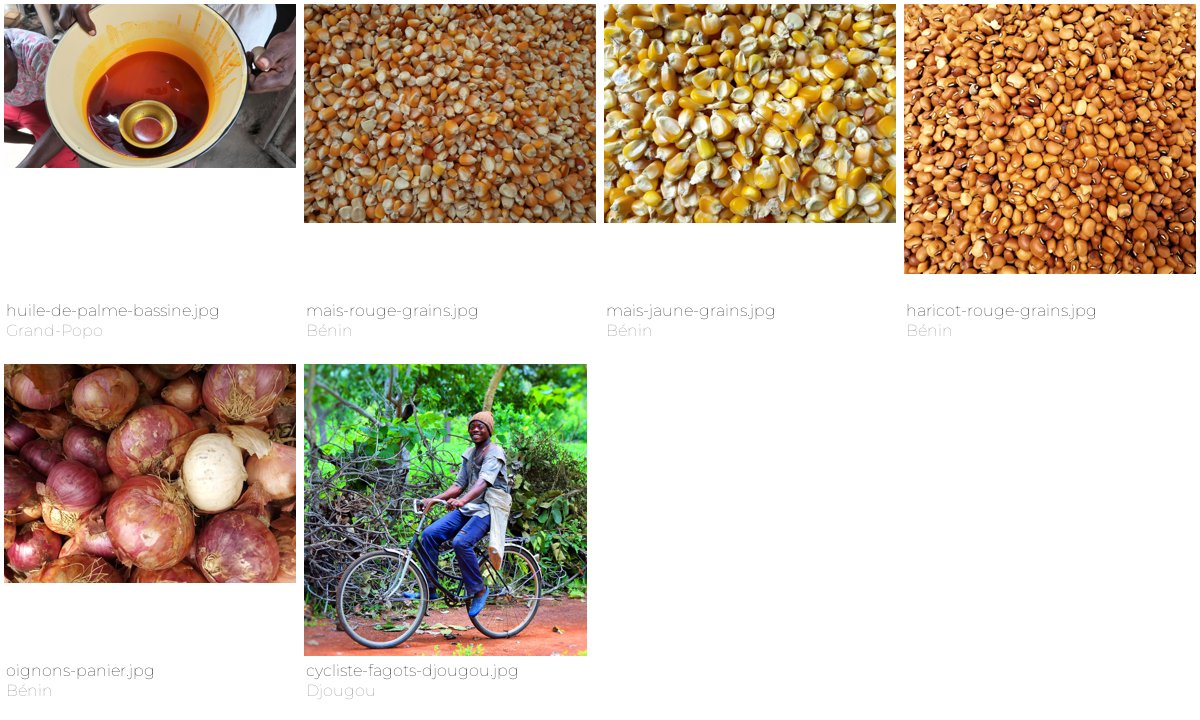 huile-de-palme-bassine.jpg
Grand-Popo
mais-rouge-grains.jpg
Bénin
mais-jaune-grains.jpg
Bénin
haricot-rouge-grains.jpg
Bénin
oignons-panier.jpg
Bénin
cycliste-fagots-djougou.jpg
Djougou